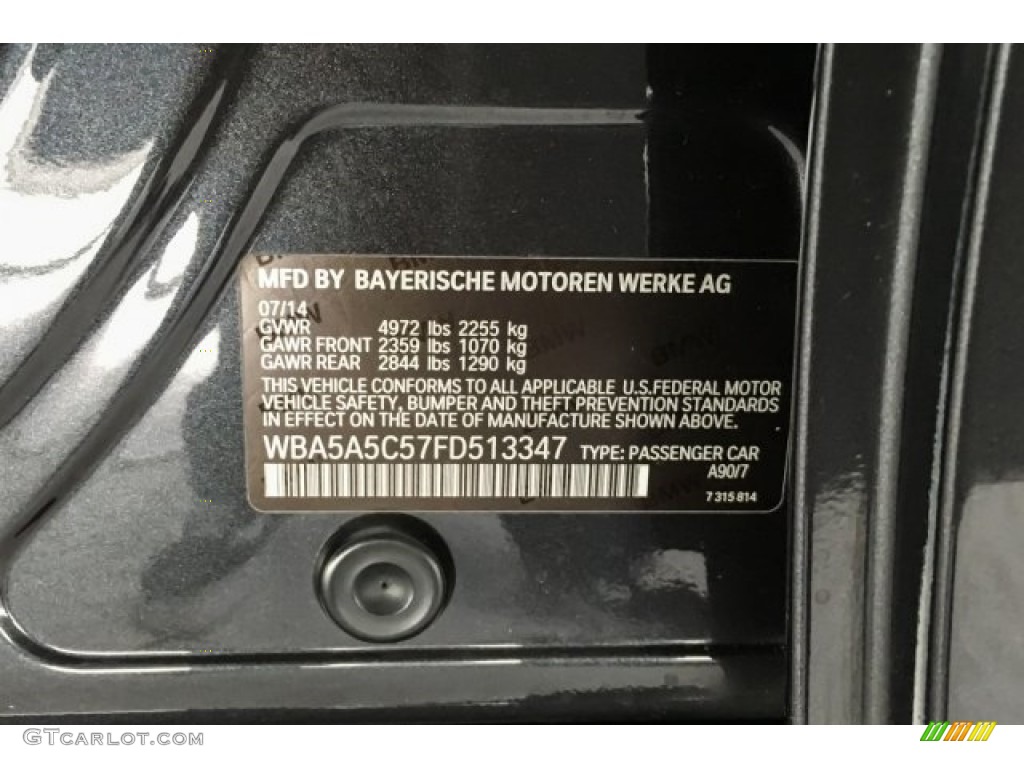 MFD BY BAYERISCHE MOTOREN WERKE AG
07/14
GVWR 4972 lbs 2255 kg
GAWR FRONT 2359 lbs 1070 kg
GAWR REAR 2844 lbs 1290 kg
THIS VEHICLE CONFORMS TO ALL APPLICABLE U.S.FEDERAL MOTOR
VEHICLE SAFETY, BUMPER AND THEFT PREVENTION STANDARDS
IN EFFECT ON THE DATE OF MANUFACTURE SHOWN ABOVE.
WBA5A5C57FD513347 TYPE: PASSENGER CAR
A90/7
7 315 814
GTCarlot.com